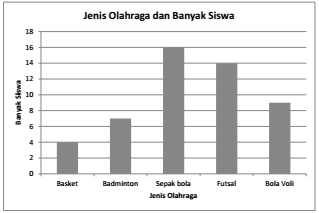 Jenis Olahraga dan Banyak Siswa
18
16
14
12
10
8
6
4
2
0
Banyak Siswa
Basket Badminton Sepak bola Futsal Bola Voli
Jenis Olahraga